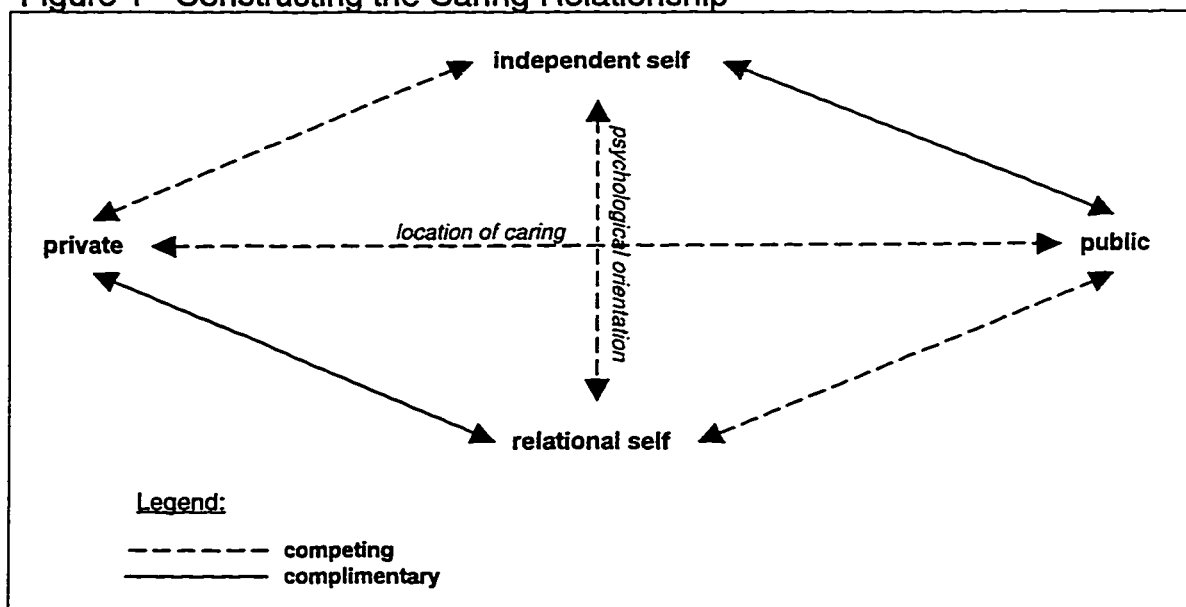 Figure 1 - Constructing the Caring Relationship
independent self
psychological orientation
location of caring
private
public
relational self
Legend:
competing
complimentary